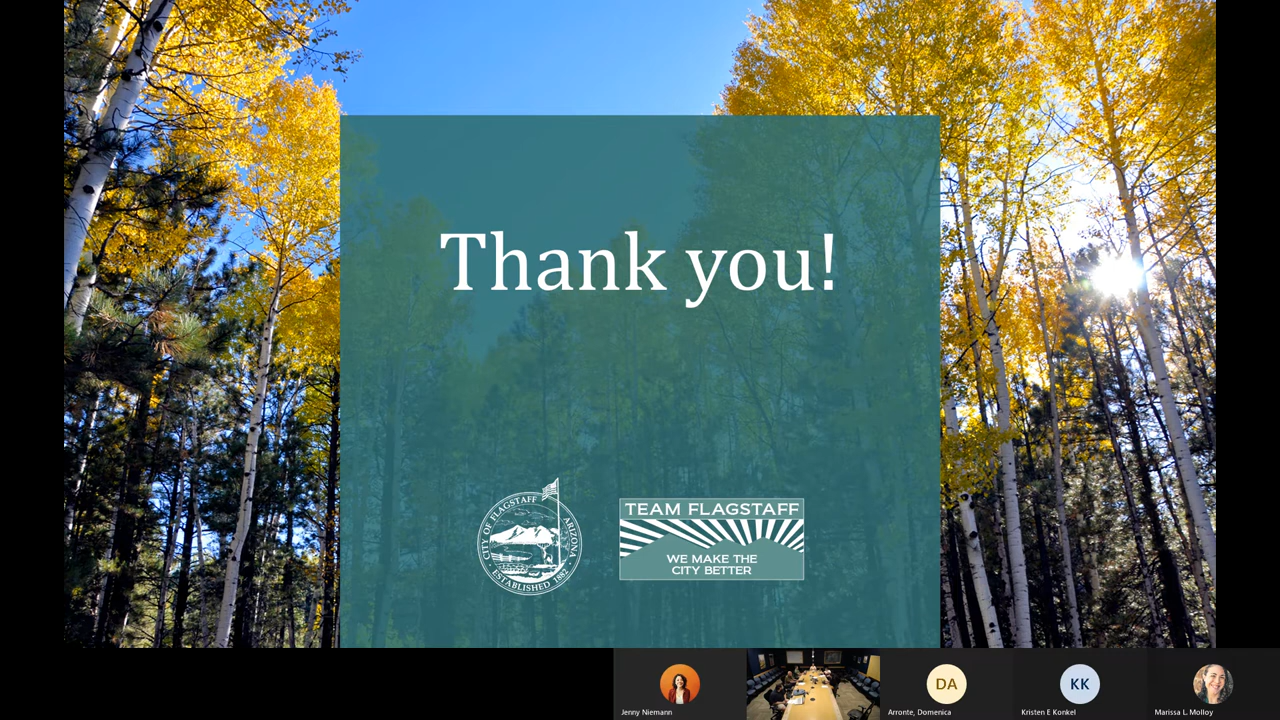 Thank you!
CITY OF FLAGSTAFF ARIZONA
ESTABLISHED 1882
TEAM FLAGSTAFF
WE MAKE THE
CITY BETTER
DA
KK
Jenny Niemann
Arronte, Domenica
Kristen E Konkel
Marissa L. Molloy